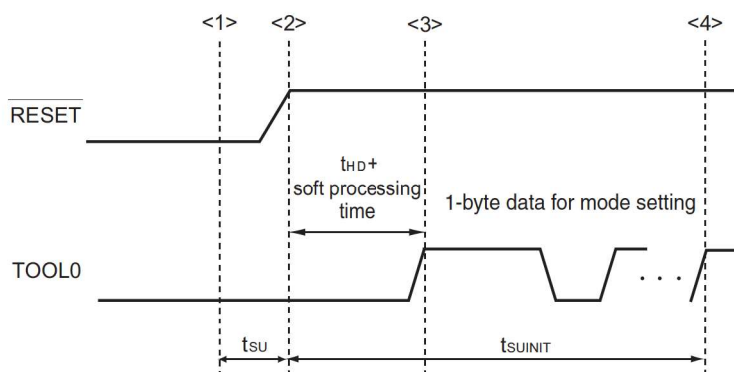 <1> <2> <3> <4>
RESET
tHD+
soft processing
time
1-byte data for mode setting
TOOL0
. . .
tSU
tSUINIT